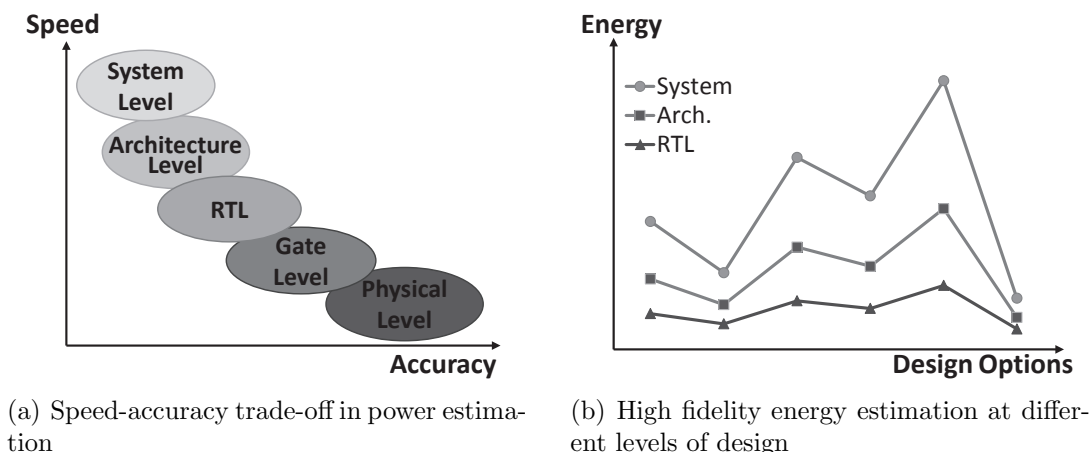 Speed
System
Level
Architecture
Level
RTL
Gate
Level
Physical
Level
Accuracy
(a) Speed-accuracy trade-off in power estima-
tion
Energy
System
Arch.
RTL
Design Options
(b) High fidelity energy estimation at differ-
ent levels of design